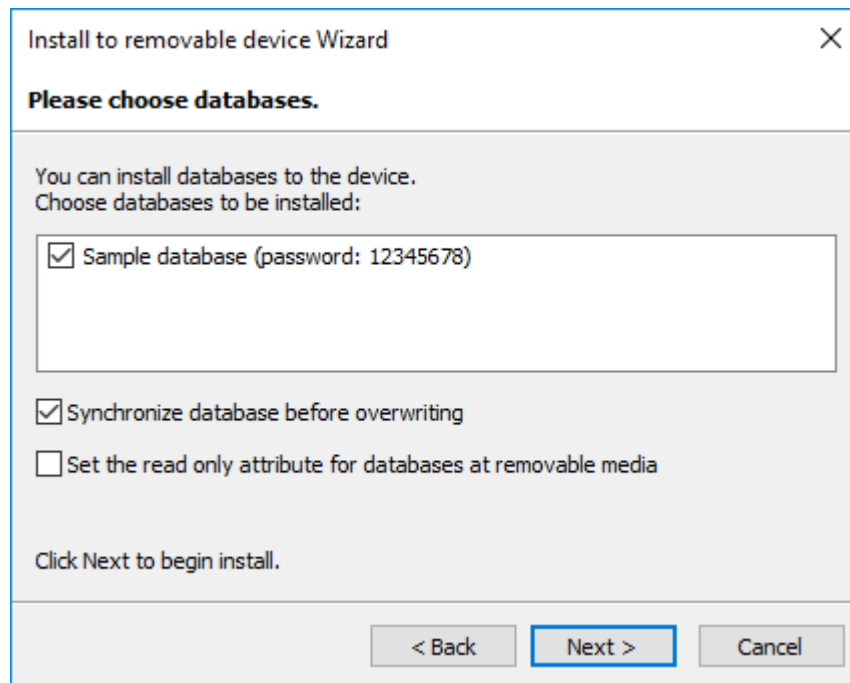 Install to removable device Wizard
Please choose databases.
You can install databases to the device.
Choose databases to be installed:
Sample database (password: 12345678)
Synchronize database before overwriting
Set the read only attribute for databases at removable media
Click Next to begin install.
< Back Next > Cancel